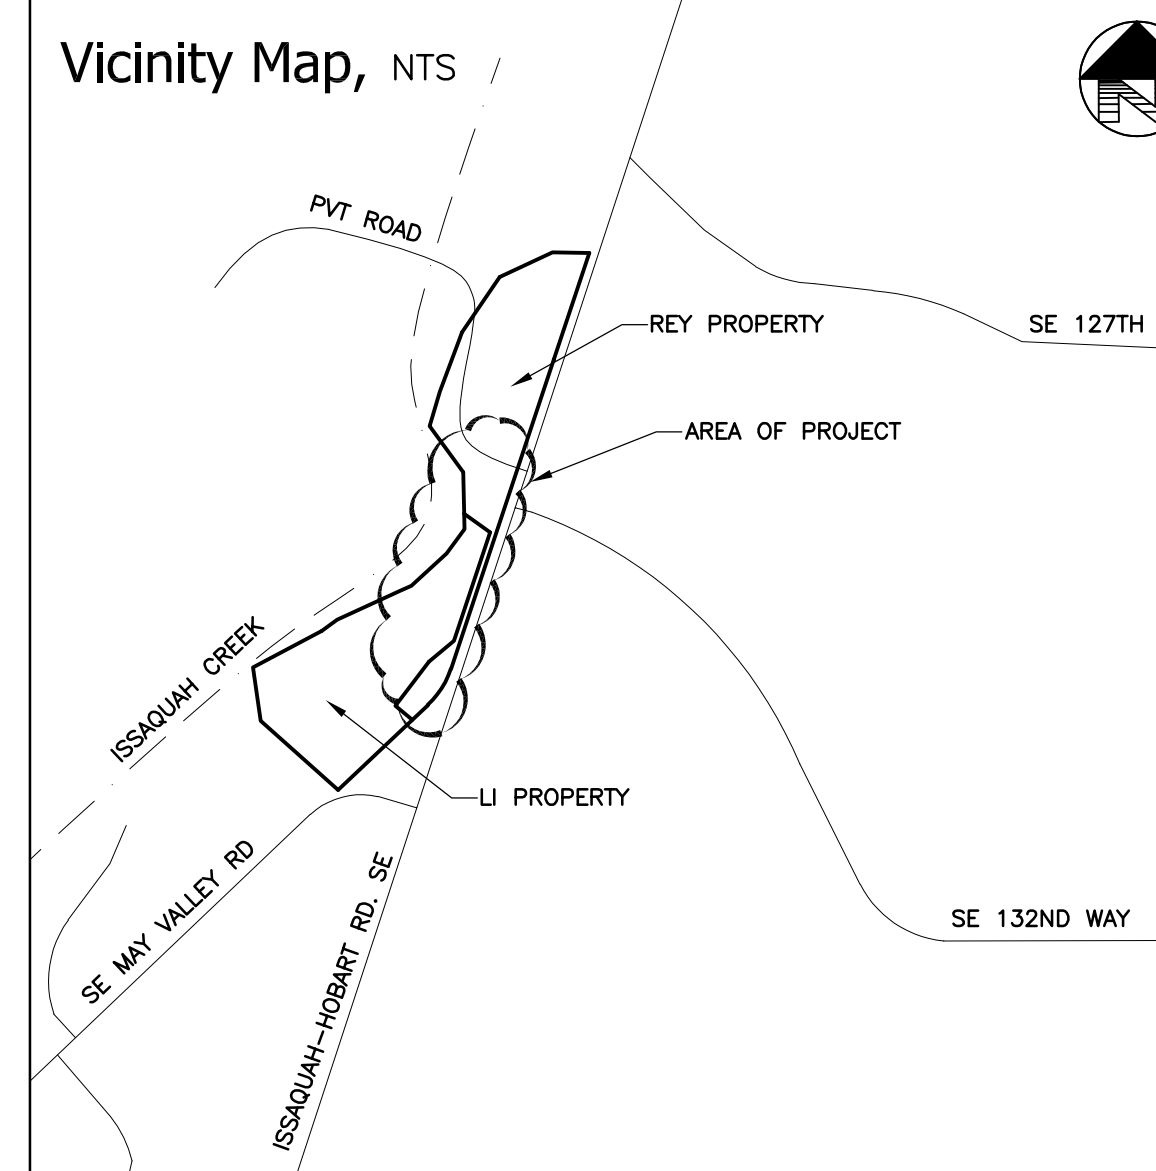 Vicinity Map, NTS
N
PVT ROAD
REY PROPERTY
SE 127TH
AREA OF PROJECT
ISSAQUAH CREEK
LI PROPERTY
SE MAY VALLEY RD
ISSAQUAH-HOBART RD. SE
SE 132ND WAY